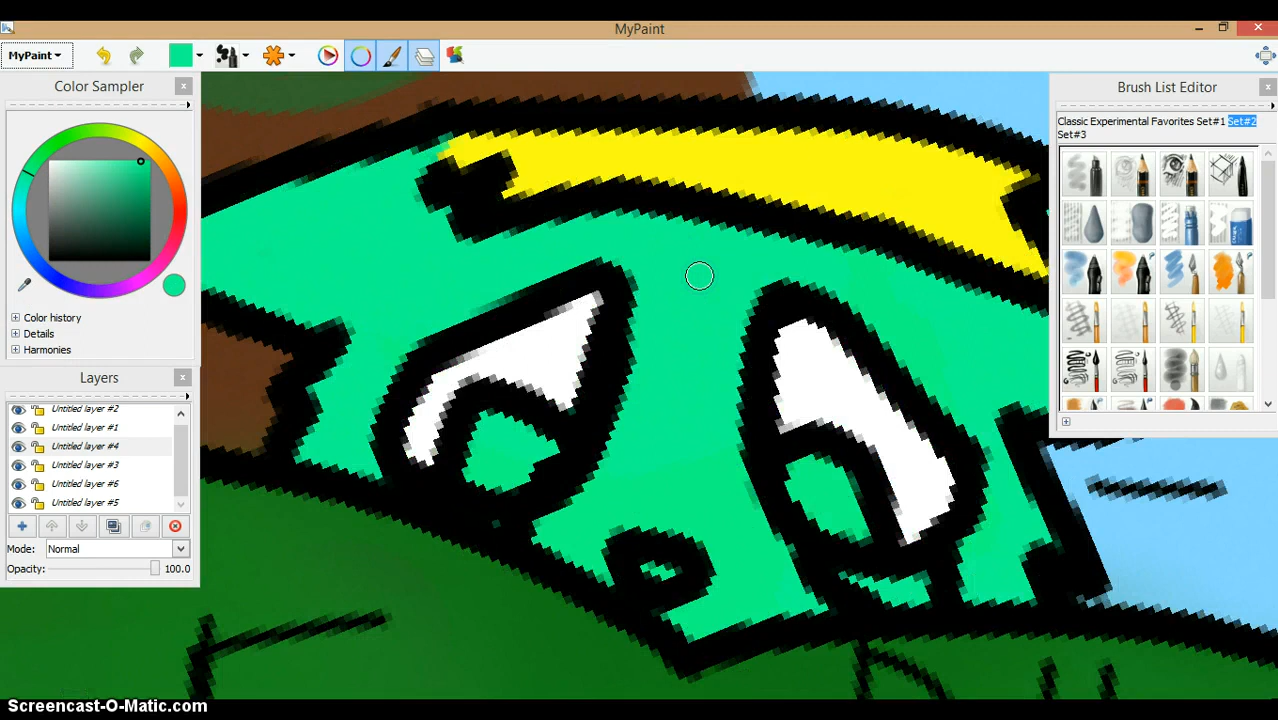 MyPaint
MyPaint
Color Sampler
Color history
Details
Harmonies
Layers
Untitled layer #2
Untitled layer #1
Untitled layer #4
Untitled layer #3
Untitled layer #6
Untitled layer #5
Mode: Normal
Opacity: 100.0
Brush List Editor
Classic Experimental Favorites Set#1 Set#2
Set#3
Screencast-O-Matic.com